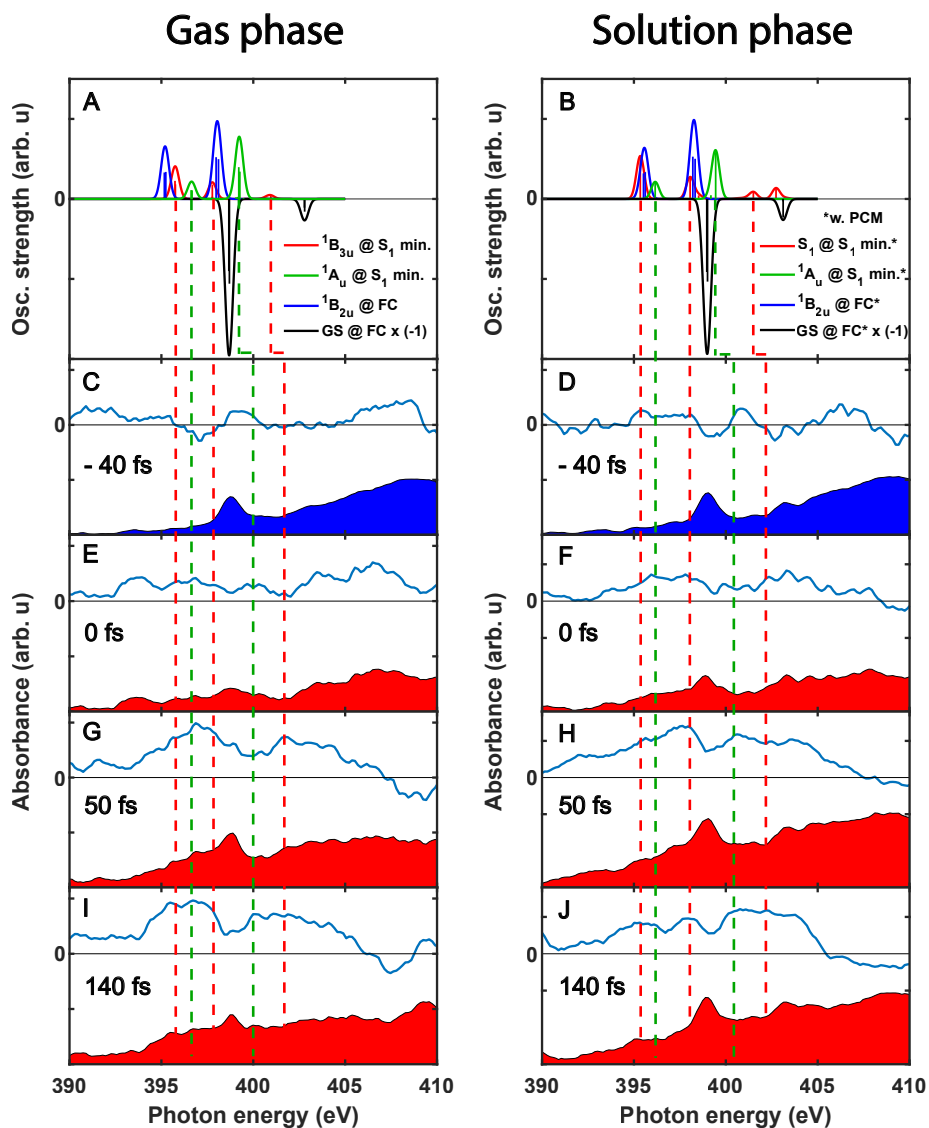 Gas phase
Solution phase
A
Osc. strength (arb. u)
0
¹B₃ᵤ @ S₁ min.
¹Aᵤ @ S₁ min.
¹B₂ᵤ @ FC
GS @ FC x (-1)
B
Osc. strength (arb. u)
0
*w. PCM
S₁ @ S₁ min.*
¹Aᵤ @ S₁ min.*
¹B₂ᵤ @ FC*
GS @ FC* x (-1)
C
0
- 40 fs
D
0
- 40 fs
E
0
0 fs
F
0
0 fs
Absorbance (arb. u)
Absorbance (arb. u)
G
0
50 fs
H
0
50 fs
I
0
140 fs
J
0
140 fs
390 395 400 405 410
390 395 400 405 410
Photon energy (eV)
Photon energy (eV)